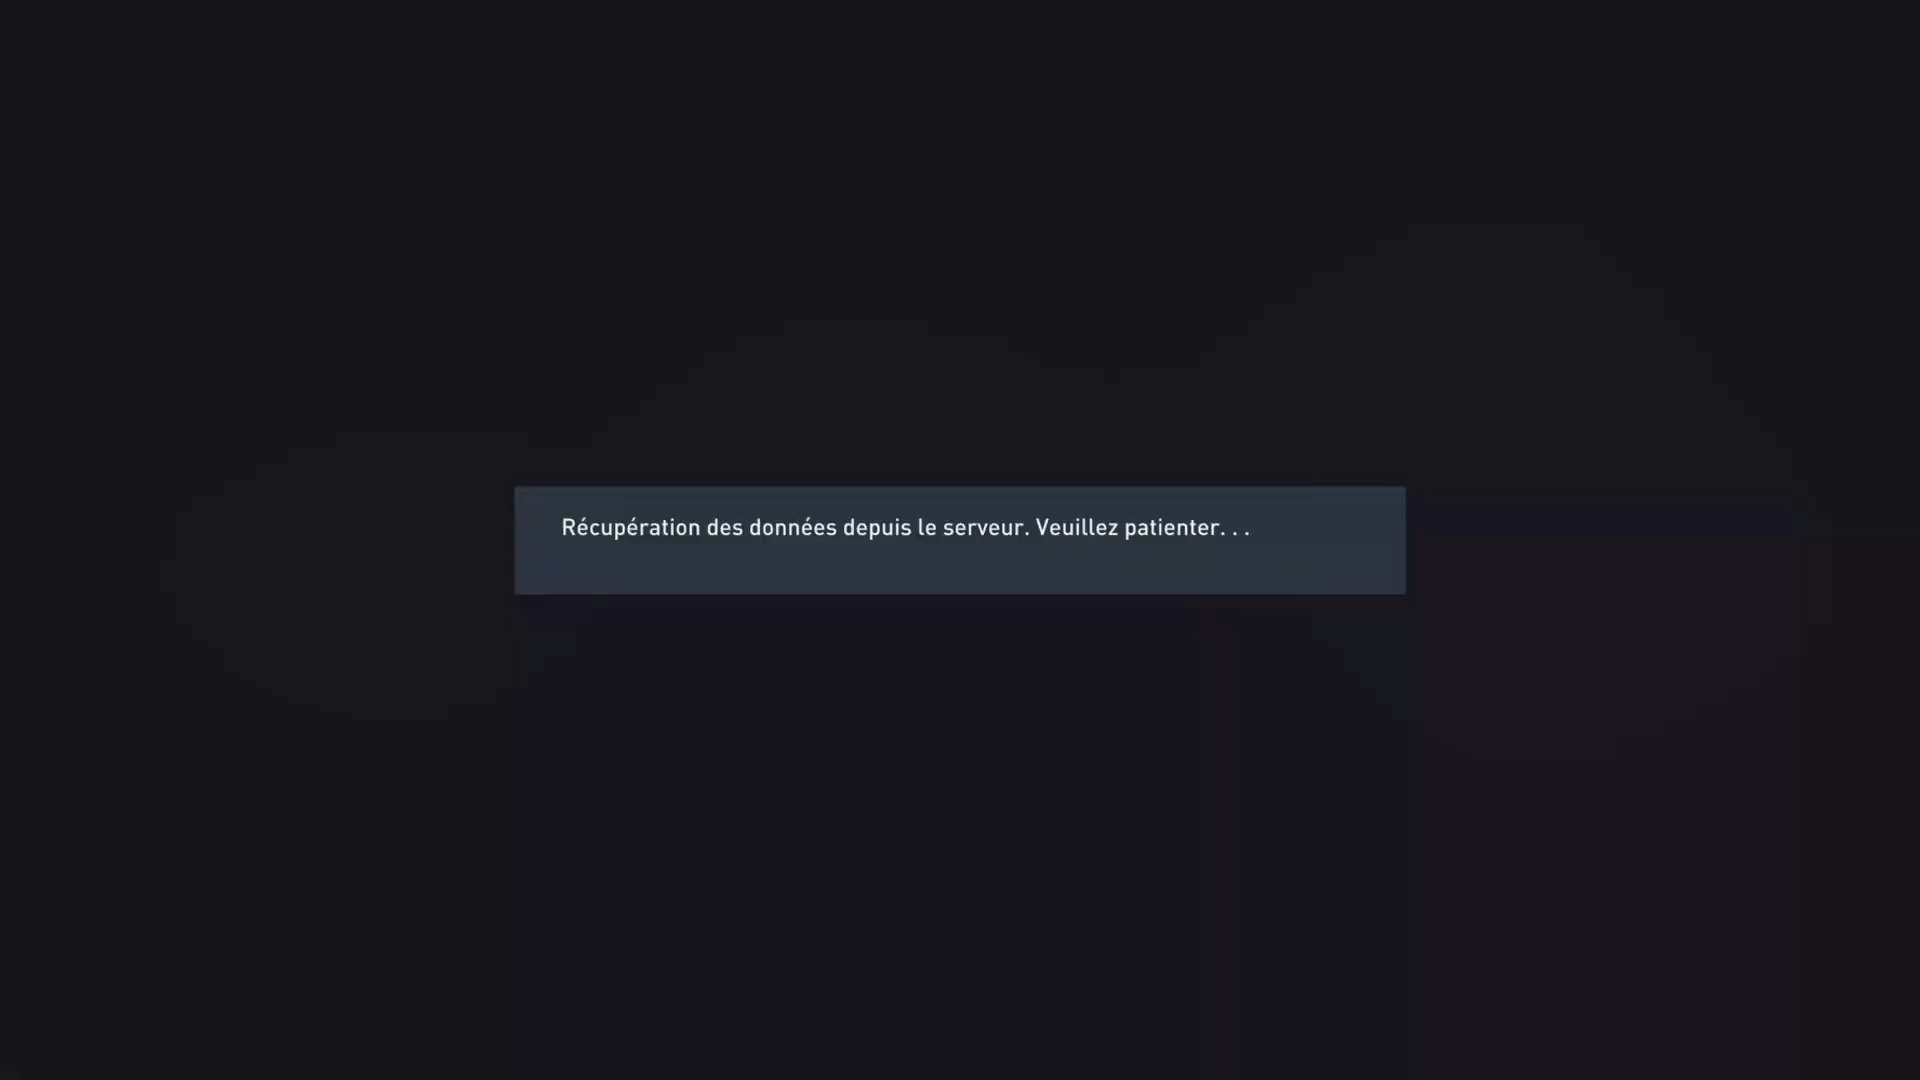 Récupération des données depuis le serveur. Veuillez patienter. . .